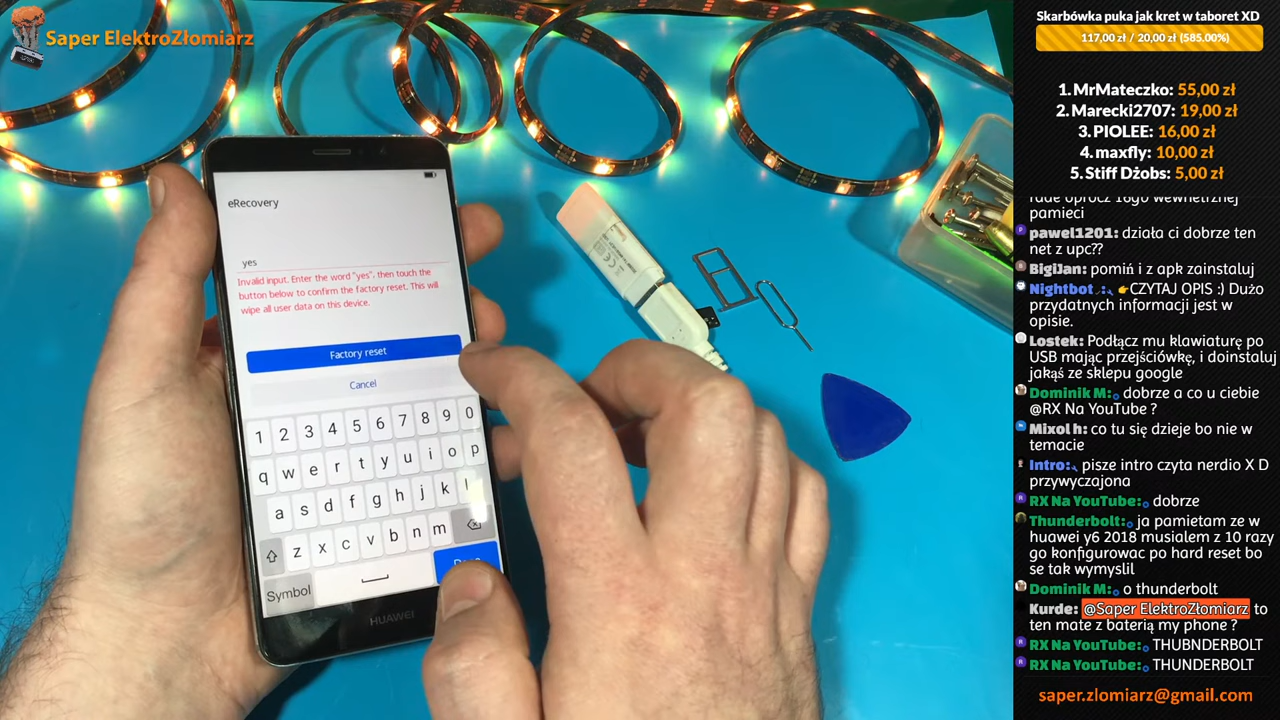 Saper ElektroZłomiarz
eRecovery
yes
Invalid input. Enter the word "yes", then touch the
button below to confirm the factory reset. This will
wipe all user data on this device.
Factory reset
Cancel
1 2 3 4 5 6 7 8 9 0
q w e r t y u i o p
a s d f g h j k l
z x c v b n m
Symbol
HUAWEI
Skarbówka puka jak kret w taboret XD
117,00 zł / 20,00 zł (585.00%)
1. MrMateczko: 55,00 zł
2. Marecki2707: 19,00 zł
3. PIOLEE: 16,00 zł
4. maxfly: 10,00 zł
5. Stiff Dżobs: 5,00 zł
rade oprocz 16go wewnetrznej
pamieci
pawel1201: działa ci dobrze ten
net z upc??
BigiJan: pomiń i z apk zainstaluj
Nightbot: 👉CZYTAJ OPIS :) Dużo
przydatnych informacji jest w
opisie.
Lostek: Podłącz mu klawiaturę po
USB mając przejściówkę, i doinstaluj
jakąś ze sklepu google
Dominik M: dobrze a co u ciebie
@RX Na YouTube ?
Mixol h: co tu się dzieje bo nie w
temacie
Intro: pisze intro czyta nerdio X D
przywyczajona
RX Na YouTube: dobrze
Thunderbolt: ja pamietam ze w
huawei y6 2018 musialem z 10 razy
go konfigurowac po hard reset bo
se tak wymyslil
Dominik M: o thunderbolt
Kurde: @Saper ElektroZłomiarz to
ten mate z baterią my phone ?
RX Na YouTube: THUBNDERBOLT
RX Na YouTube: THUNDERBOLT
saper.zlomiarz@gmail.com